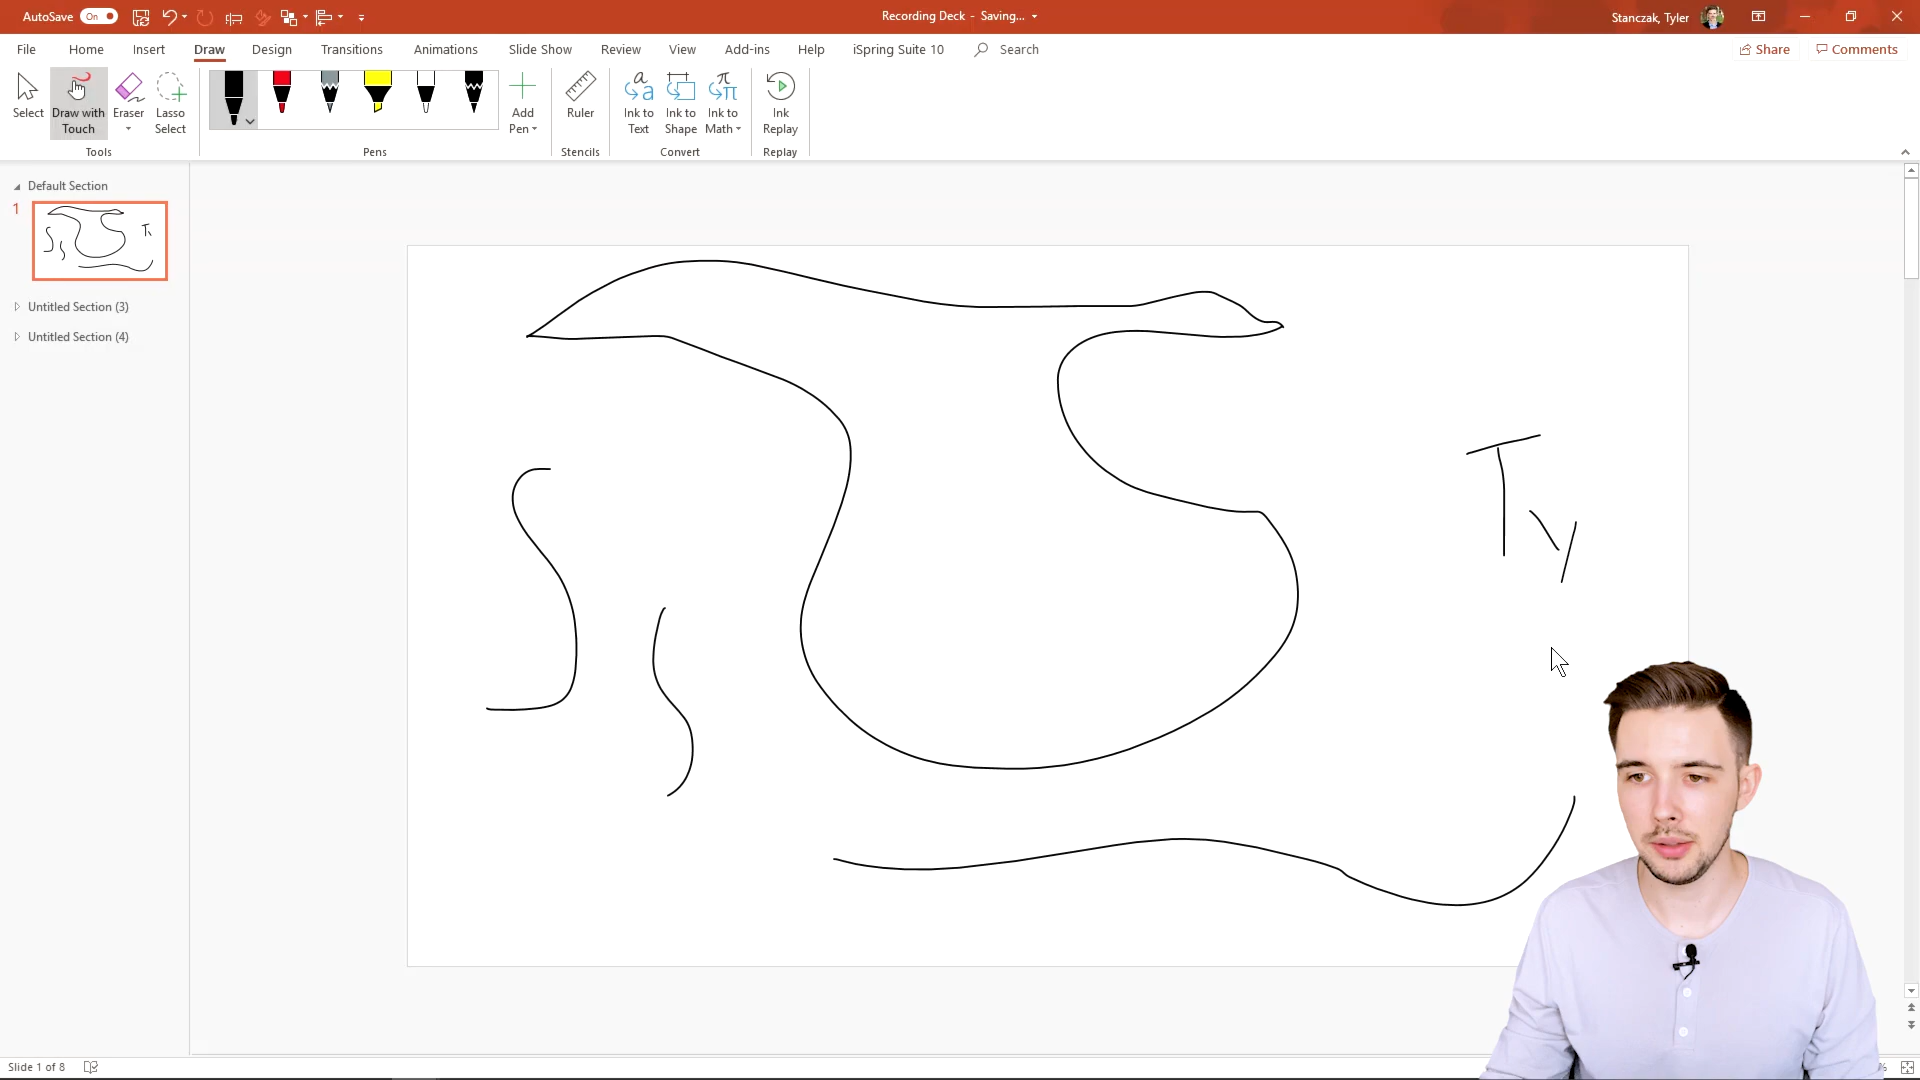 AutoSave On Recording Deck - Saving... Stanczak, Tyler
File Home Insert Draw Design Transitions Animations Slide Show Review View Add-ins Help iSpring Suite 10 Search Share Comments
Select Draw with Touch Eraser Lasso Select Add Pen Ruler Ink to Text Ink to Shape Ink to Math Ink Replay
Tools Pens Stencils Convert Replay
Default Section
1
Untitled Section (3)
Untitled Section (4)
Ty
Slide 1 of 8 %